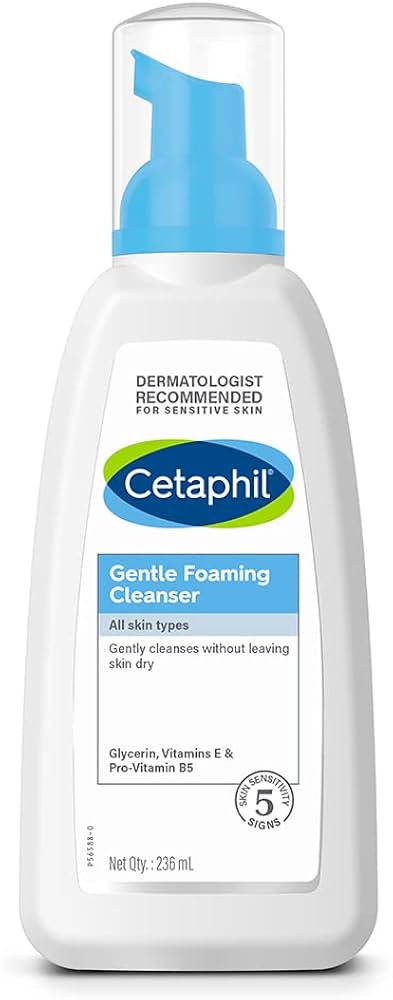 DERMATOLOGIST
RECOMMENDED
FOR SENSITIVE SKIN
Cetaphil®
Gentle Foaming
Cleanser
All skin types
Gently cleanses without leaving
skin dry
Glycerin, Vitamins E &
Pro-Vitamin B5
SKIN SENSITIVITY
5
SIGNS
P56588-0
Net Qty. : 236 mL